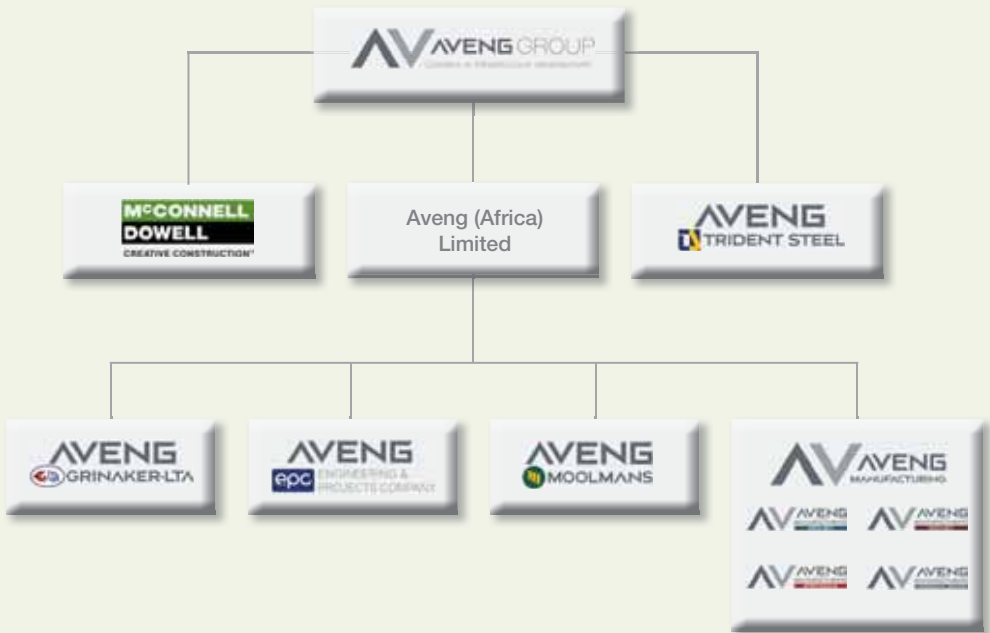 AVENG GROUP
MCCONNELL
DOWELL
CREATIVE CONSTRUCTION
Aveng (Africa)
Limited
AVENG
TRIDENT STEEL
AVENG
GRINAKER-LTA
AVENG
epc ENGINEERING &
PROJECTS COMPANY
AVENG
MOOLMANS
AVENG
MANUFACTURING
AVENG
AVENG
AVENG
AVENG